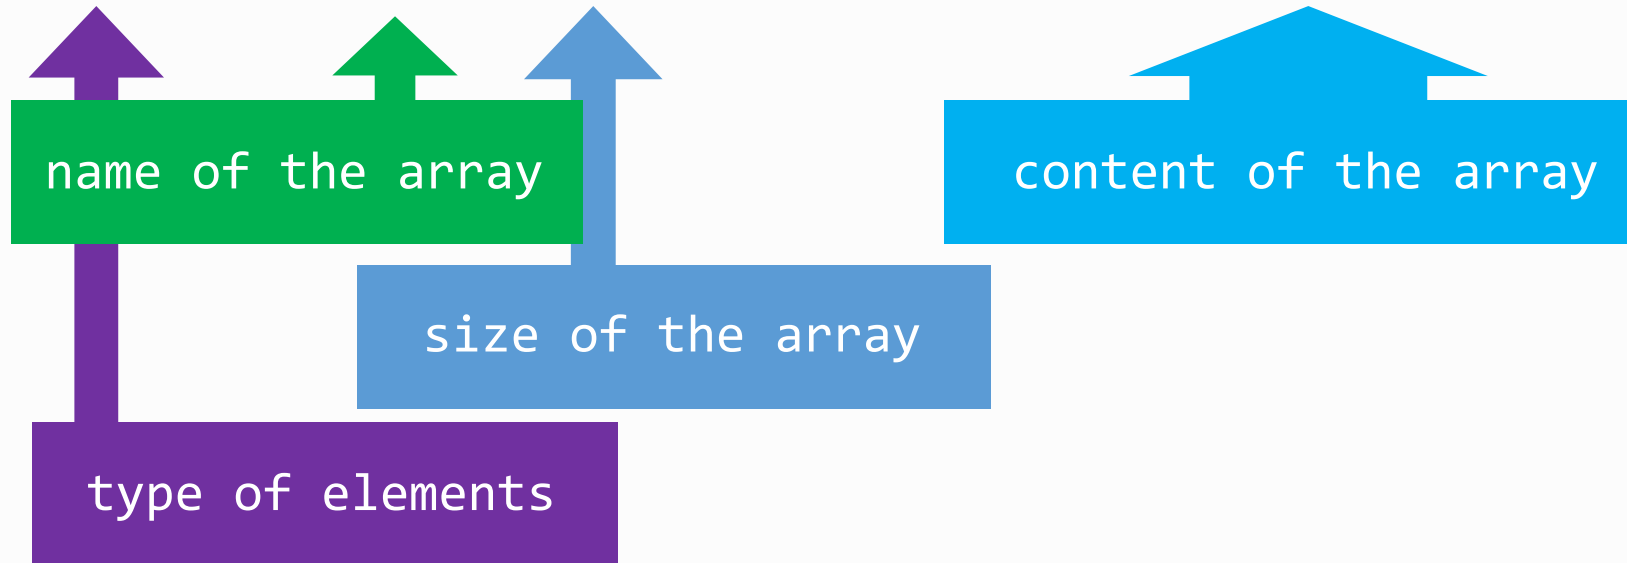 name of the array
content of the array
size of the array
type of elements